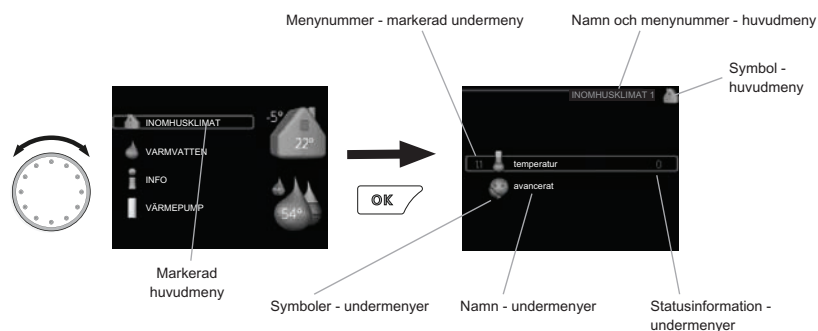 Menynummer - markerad undermeny
Namn och menynummer - huvudmeny
Symbol -
huvudmeny
INOMHUSKLIMAT
VARMVATTEN
INFO
VÄRMEPUMP
-5°
22°
54°
OK
INOMHUSKLIMAT 1
1.1 temperatur 0
avancerat
Markerad
huvudmeny
Symboler - undermenyer
Namn - undermenyer
Statusinformation -
undermenyer